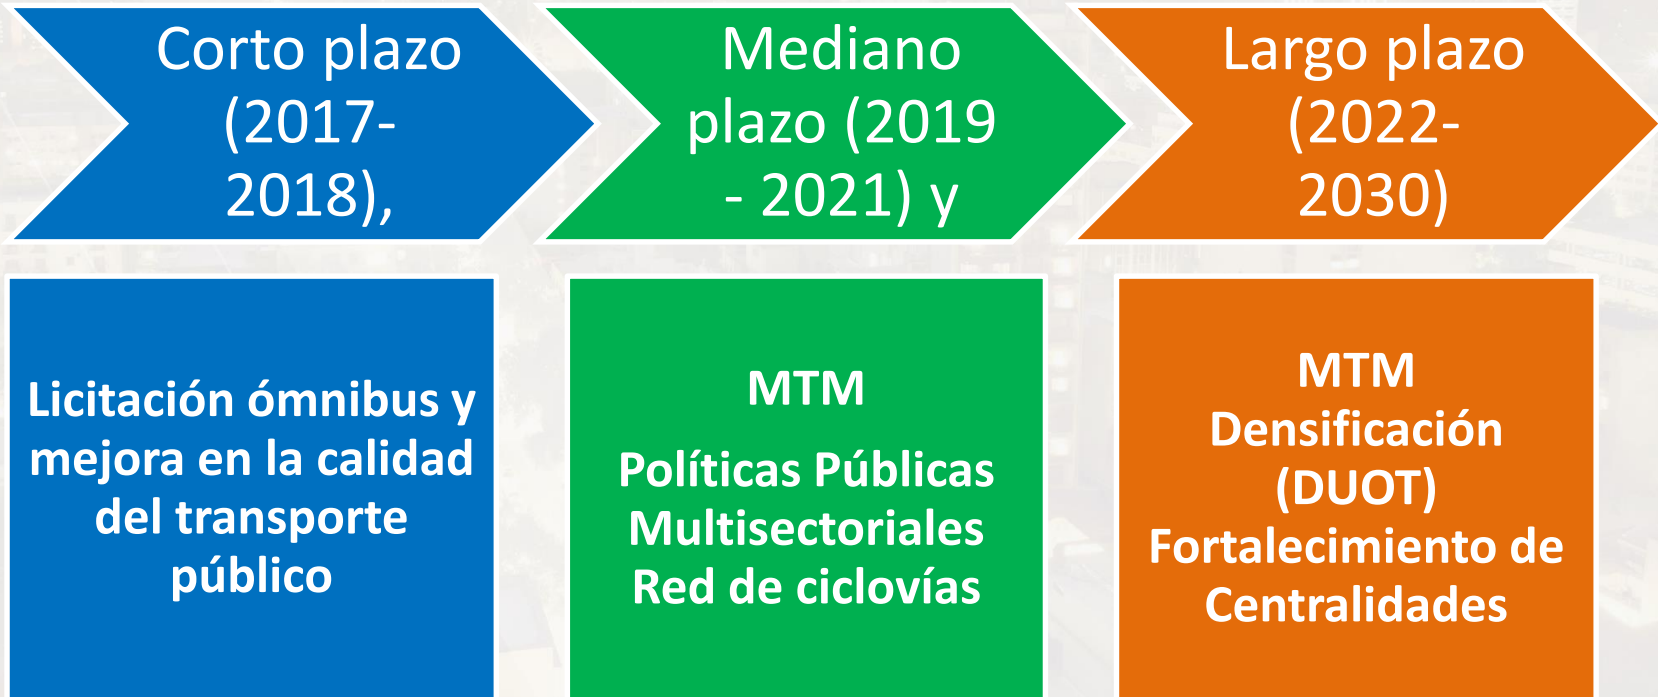 Corto plazo
(2017-
2018),
Mediano
plazo (2019
- 2021) y
Largo plazo
(2022-
2030)
Licitación ómnibus y
mejora en la calidad
del transporte
público
MTM
Políticas Públicas
Multisectoriales
Red de ciclovías
MTM
Densificación
(DUOT)
Fortalecimiento de
Centralidades